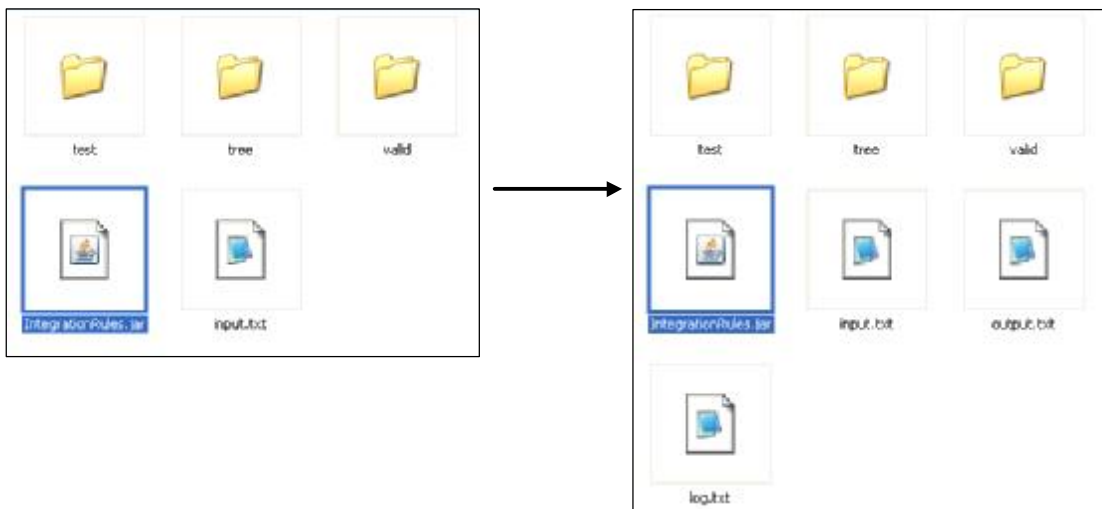 test tree valid
IntegrationRules.jar input.txt
test tree valid
IntegrationRules.jar input.txt output.txt
log.txt